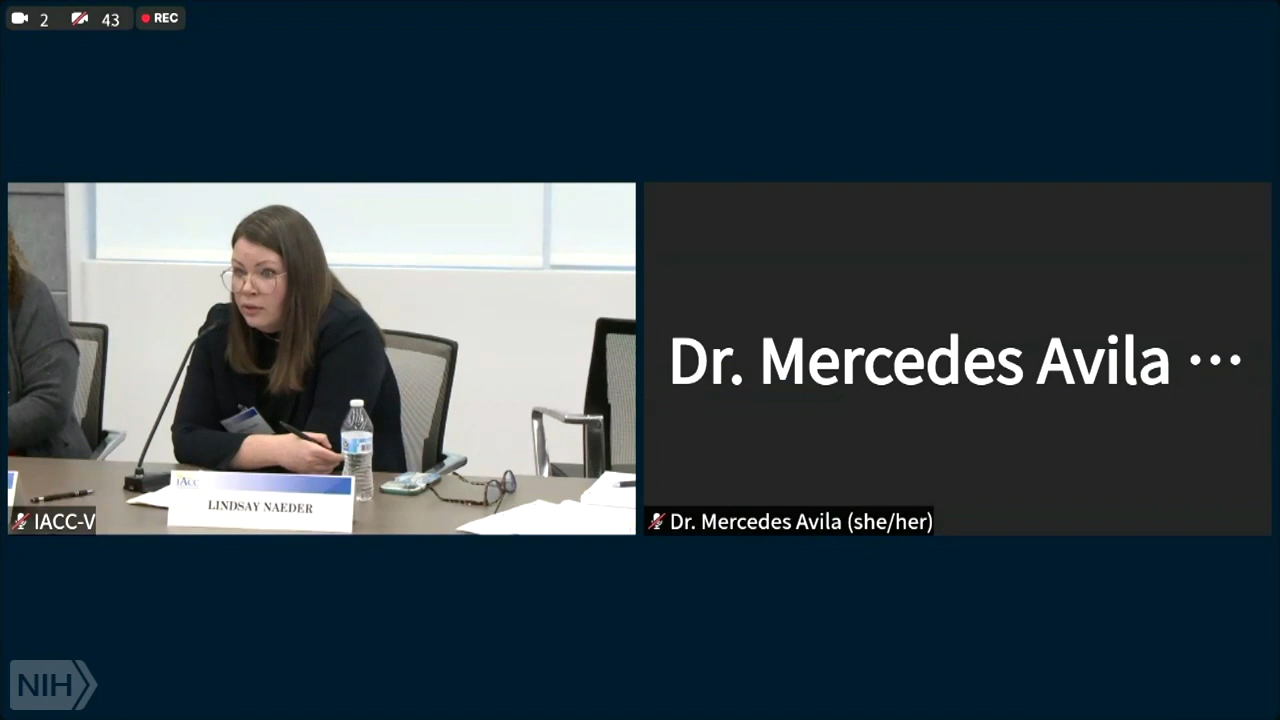 2 43 REC
IACC
LINDSAY NAEDER
IACC-V
Dr. Mercedes Avila ···
Dr. Mercedes Avila (she/her)
NIH